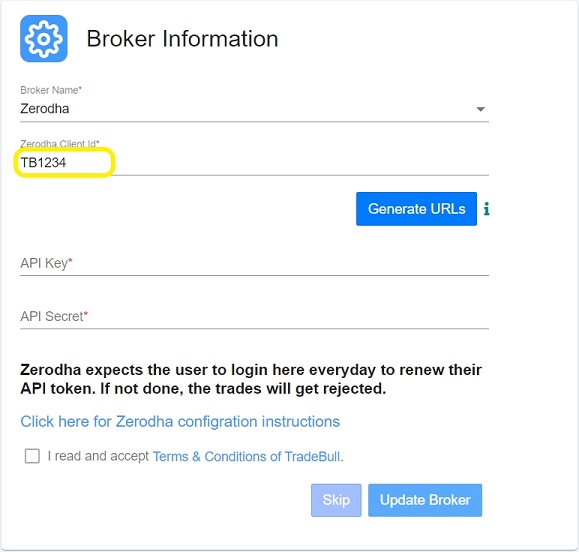 Broker Information
Broker Name*
Zerodha
Zerodha Client Id*
TB1234
Generate URLs
API Key*
API Secret*
Zerodha expects the user to login here everyday to renew their
API token. If not done, the trades will get rejected.
Click here for Zerodha configration instructions
I read and accept Terms & Conditions of TradeBull.
Skip Update Broker